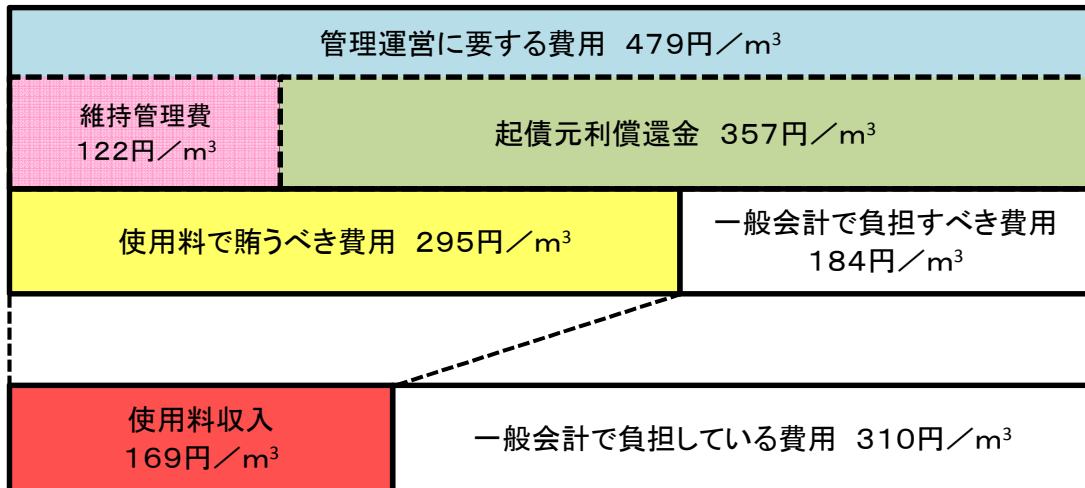 管理運営に要する費用 479円／m³
維持管理費
122円／m³
起債元利償還金 357円／m³
使用料で賄うべき費用 295円／m³
一般会計で負担すべき費用
184円／m³
使用料収入
169円／m³
一般会計で負担している費用 310円／m³